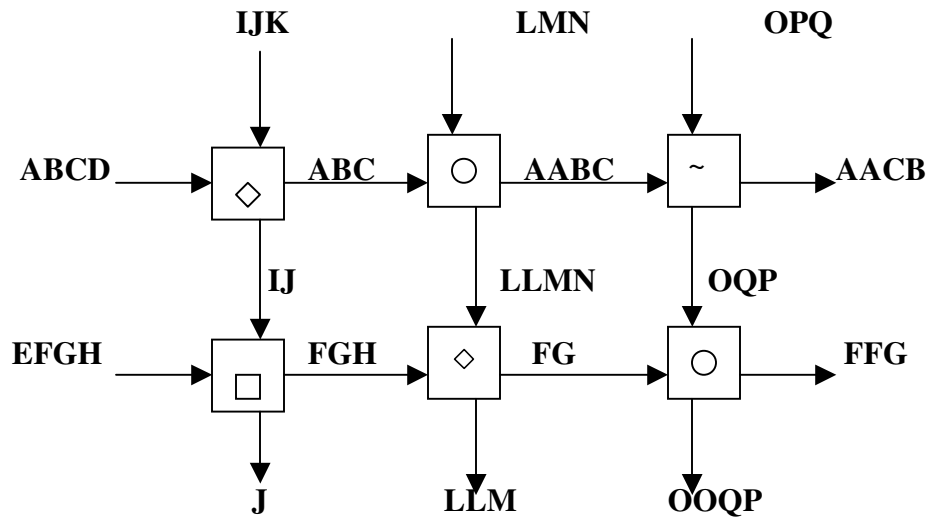 IJK LMN OPQ
ABCD ABC AABC ~ AACB
IJ LLMN OQP
EFGH FGH FG FFG
J LLM OOQP